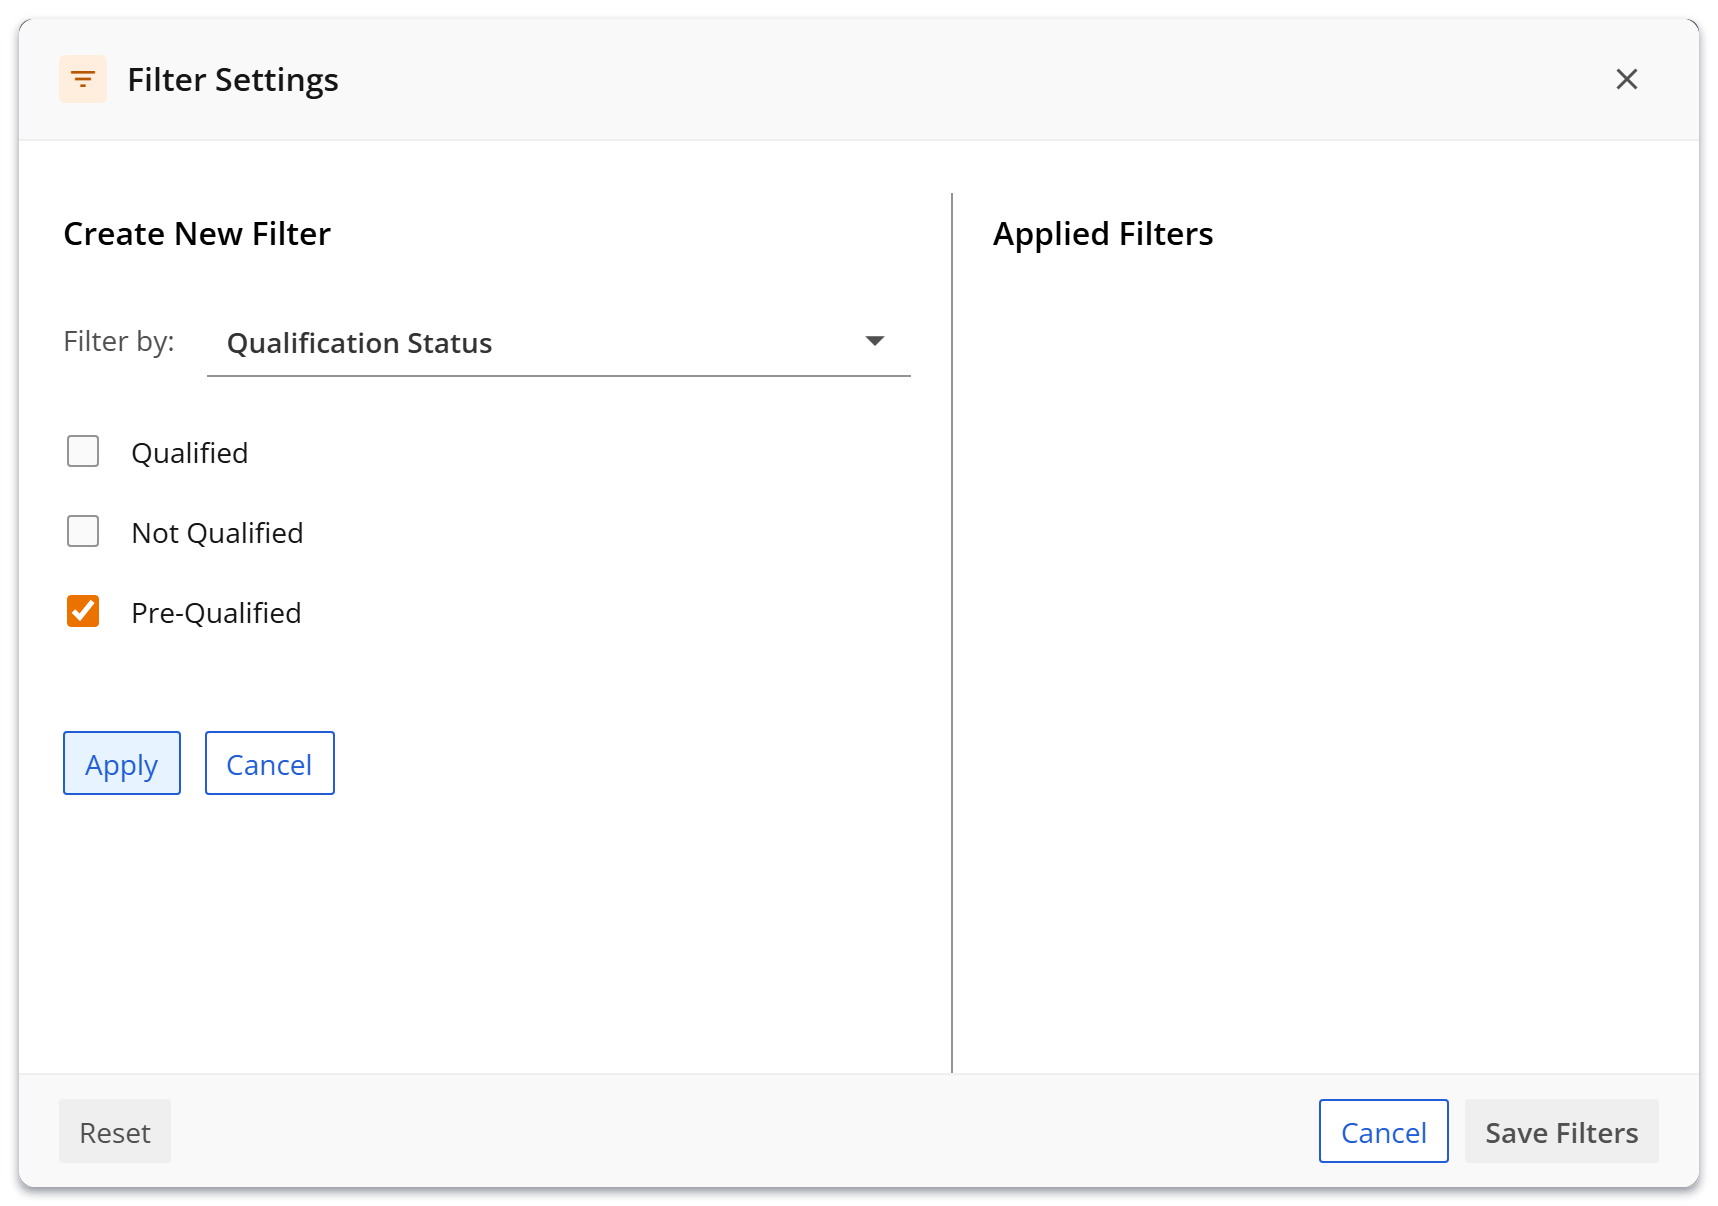 Filter Settings
Create New Filter
Filter by: Qualification Status
Qualified
Not Qualified
Pre-Qualified
Apply Cancel
Applied Filters
Reset Cancel Save Filters